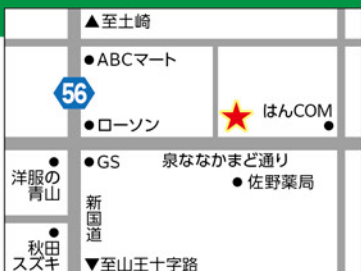 ▲至土崎
●ABCマート
56
●ローソン
はんCOM
●GS
泉ななかまど通り
洋服の
青山
●佐野薬局
新国道
秋田
スズキ
▼至山王十字路